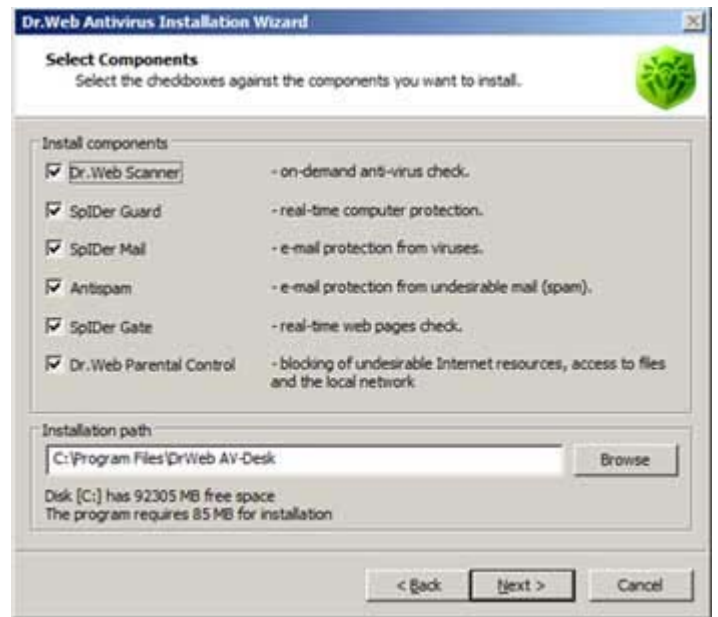 Dr.Web Antivirus Installation Wizard
Select Components
Select the checkboxes against the components you want to install.
Install components
Dr.Web Scanner - on-demand anti-virus check.
SpIDer Guard - real-time computer protection.
SpIDer Mail - e-mail protection from viruses.
Antispam - e-mail protection from undesirable mail (spam).
SpIDer Gate - real-time web pages check.
Dr.Web Parental Control - blocking of undesirable Internet resources, access to files
and the local network
Installation path
C:\Program Files\DrWeb AV-Desk
Browse
Disk [C:] has 92305 MB free space
The program requires 85 MB for installation
< Back Next > Cancel